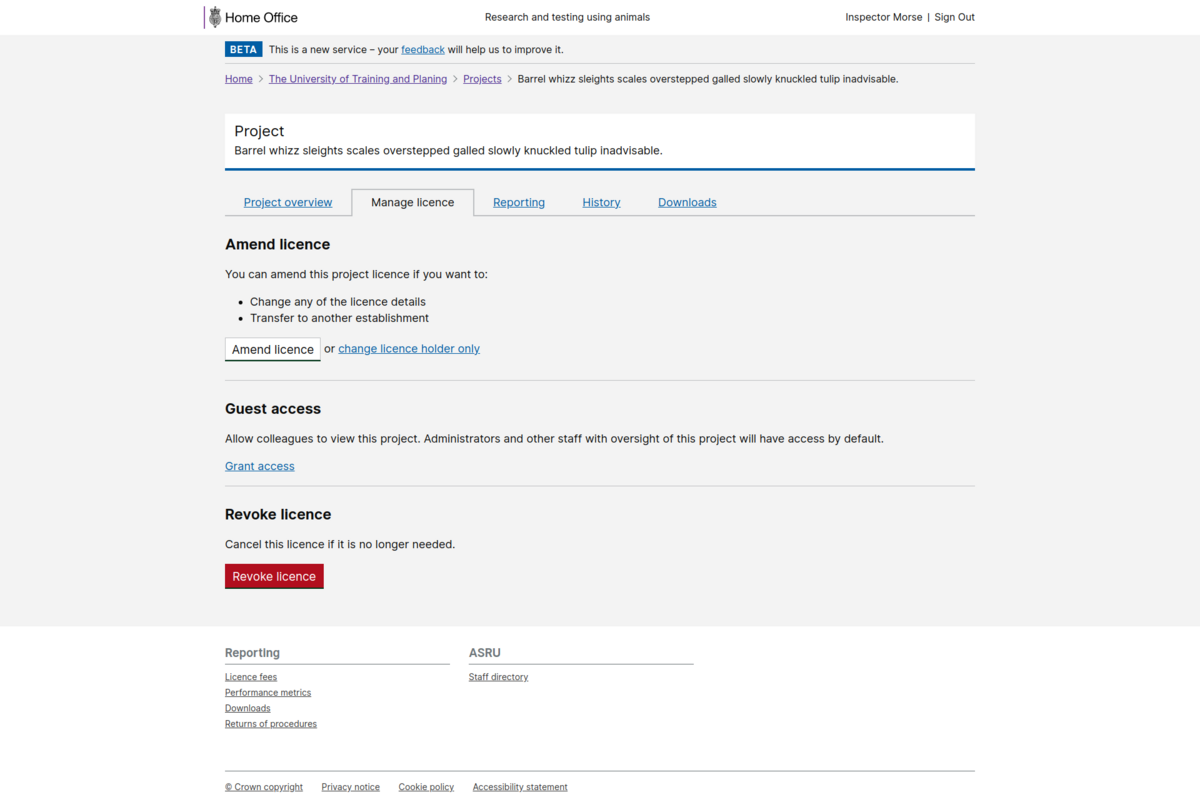 Home Office
Research and testing using animals
Inspector Morse | Sign Out
BETA This is a new service – your feedback will help us to improve it.
Home > The University of Training and Planing > Projects > Barrel whizz sleights scales overstepped galled slowly knuckled tulip inadvisable.
Project
Barrel whizz sleights scales overstepped galled slowly knuckled tulip inadvisable.
Project overview Manage licence Reporting History Downloads
Amend licence
You can amend this project licence if you want to:
• Change any of the licence details
• Transfer to another establishment
Amend licence or change licence holder only
Guest access
Allow colleagues to view this project. Administrators and other staff with oversight of this project will have access by default.
Grant access
Revoke licence
Cancel this licence if it is no longer needed.
Revoke licence
Reporting
Licence fees
Performance metrics
Downloads
Returns of procedures
ASRU
Staff directory
© Crown copyright Privacy notice Cookie policy Accessibility statement